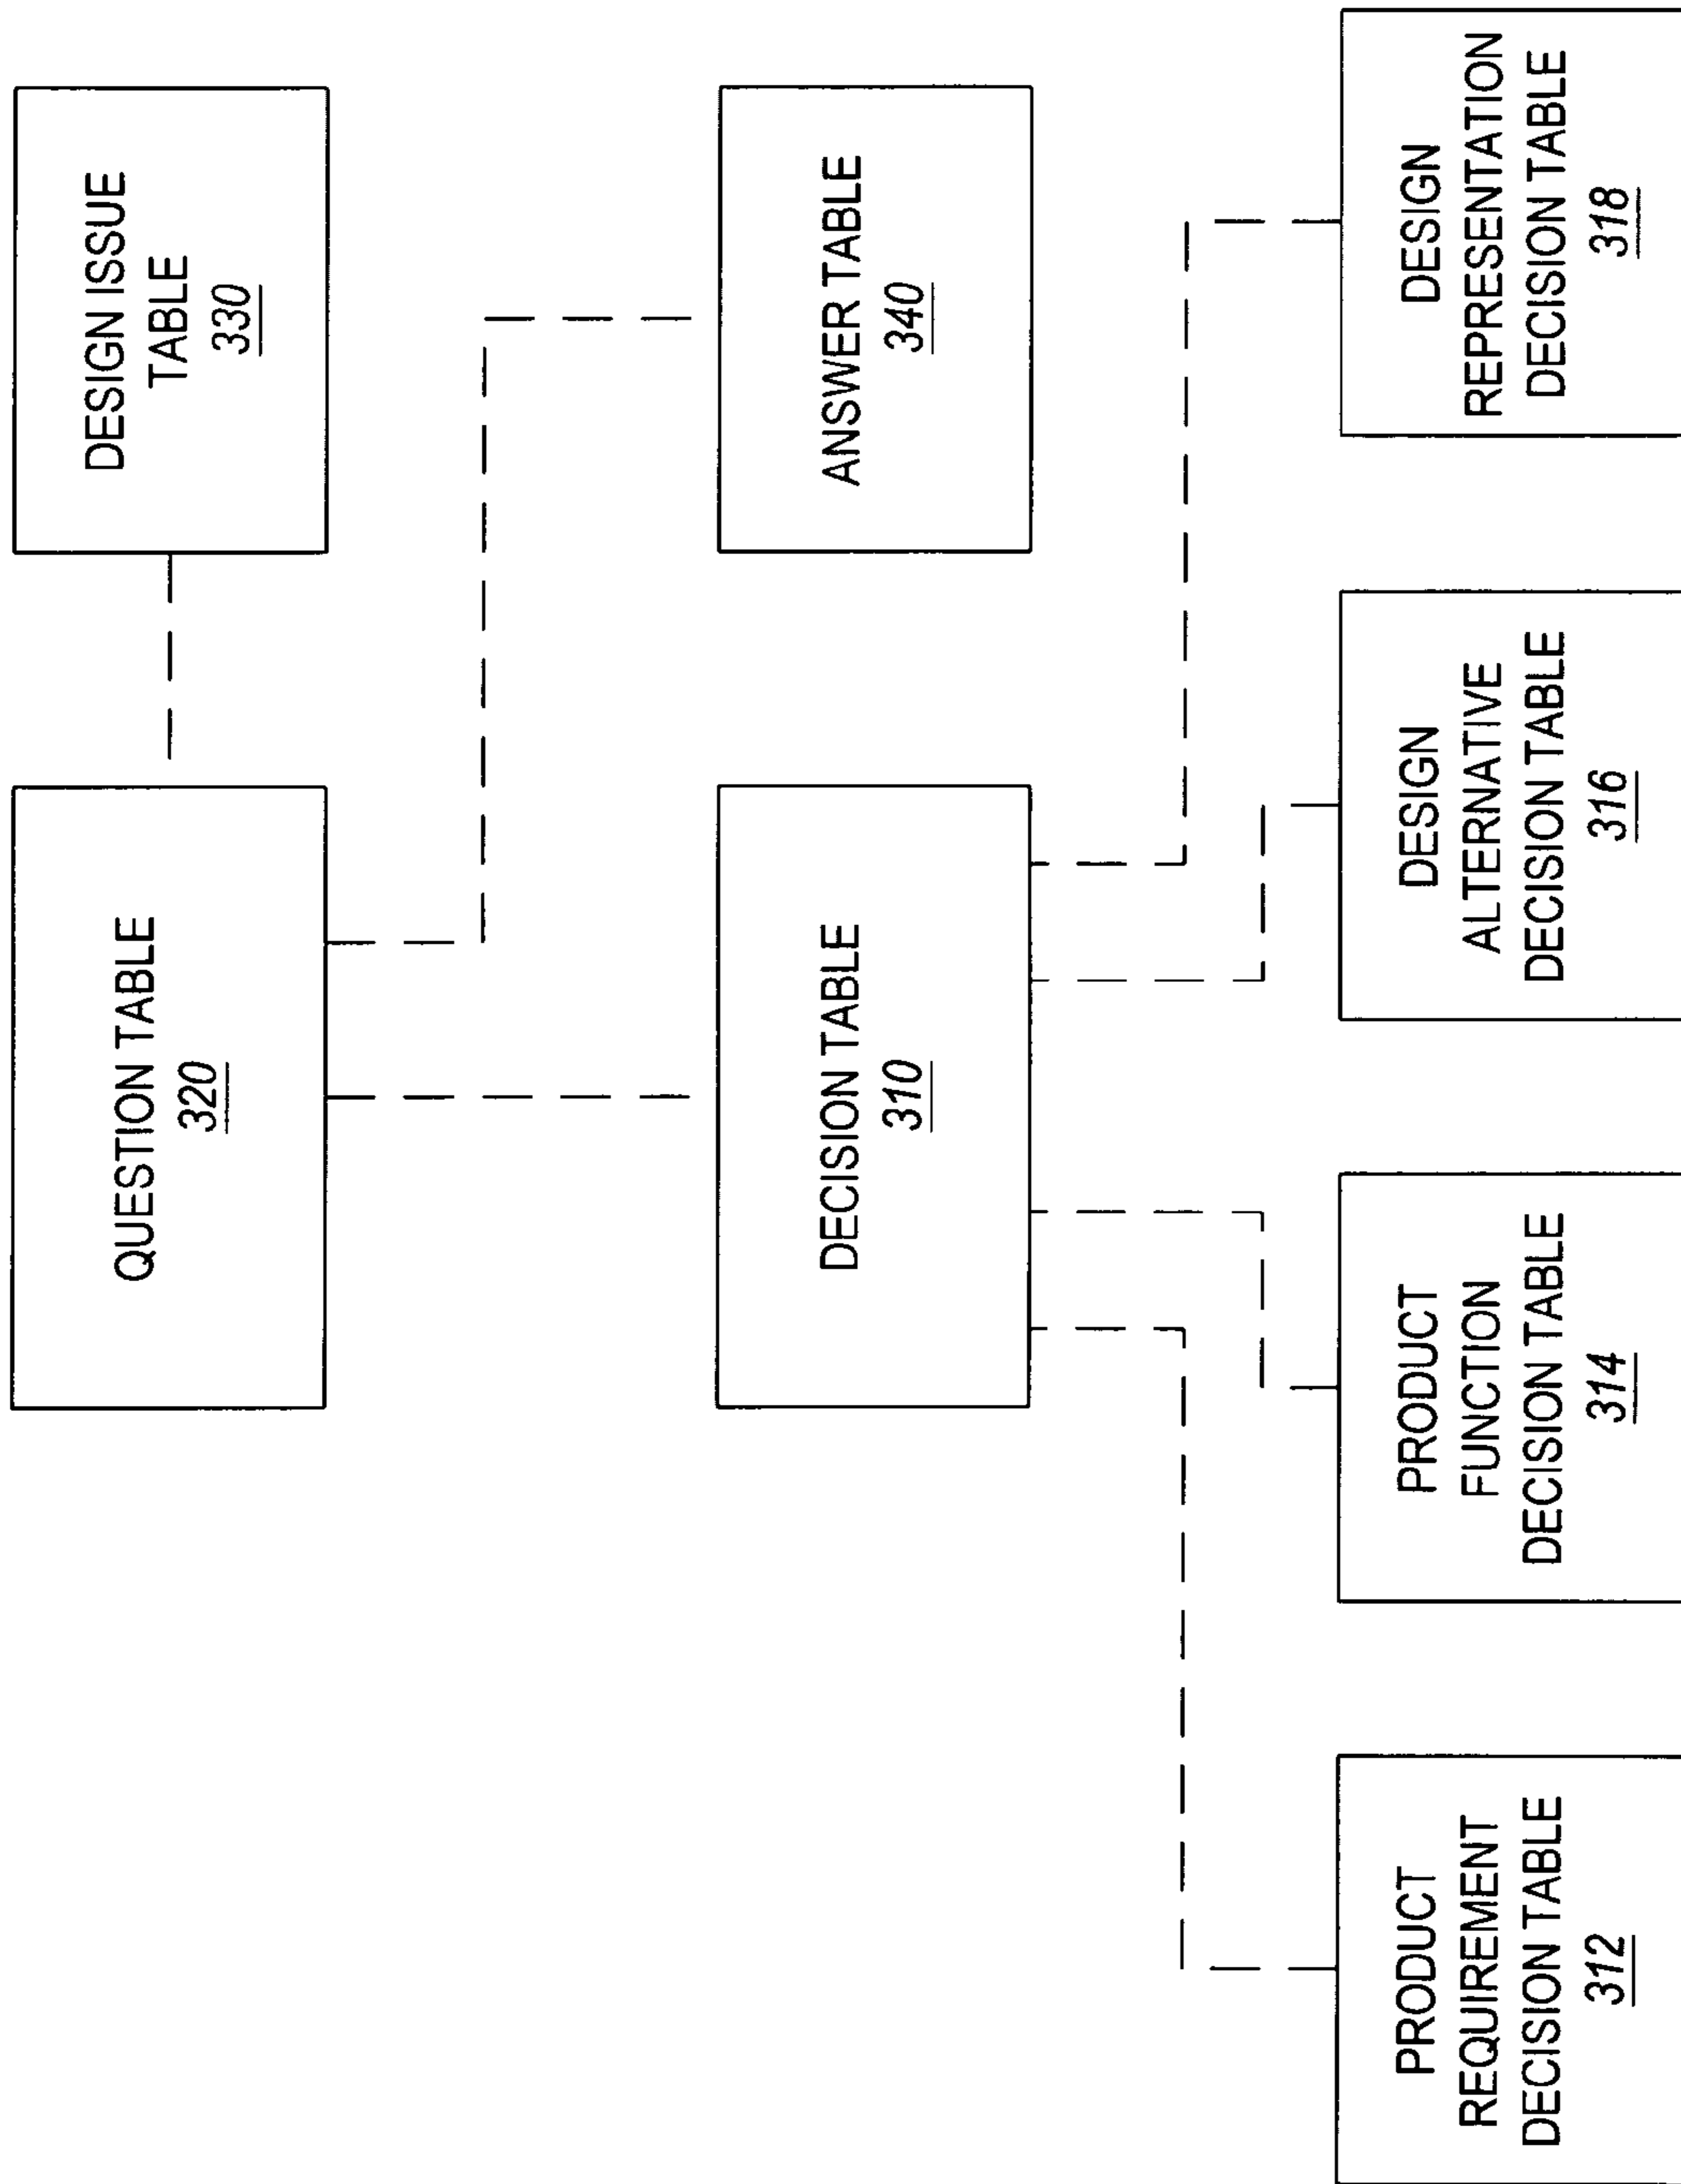 QUESTION TABLE
320
DESIGN ISSUE
TABLE
330
DECISION TABLE
310
ANSWER TABLE
340
PRODUCT
REQUIREMENT
DECISION TABLE
312
PRODUCT
FUNCTION
DECISION TABLE
314
DESIGN
ALTERNATIVE
DECISION TABLE
316
DESIGN
REPRESENTATION
DECISION TABLE
318